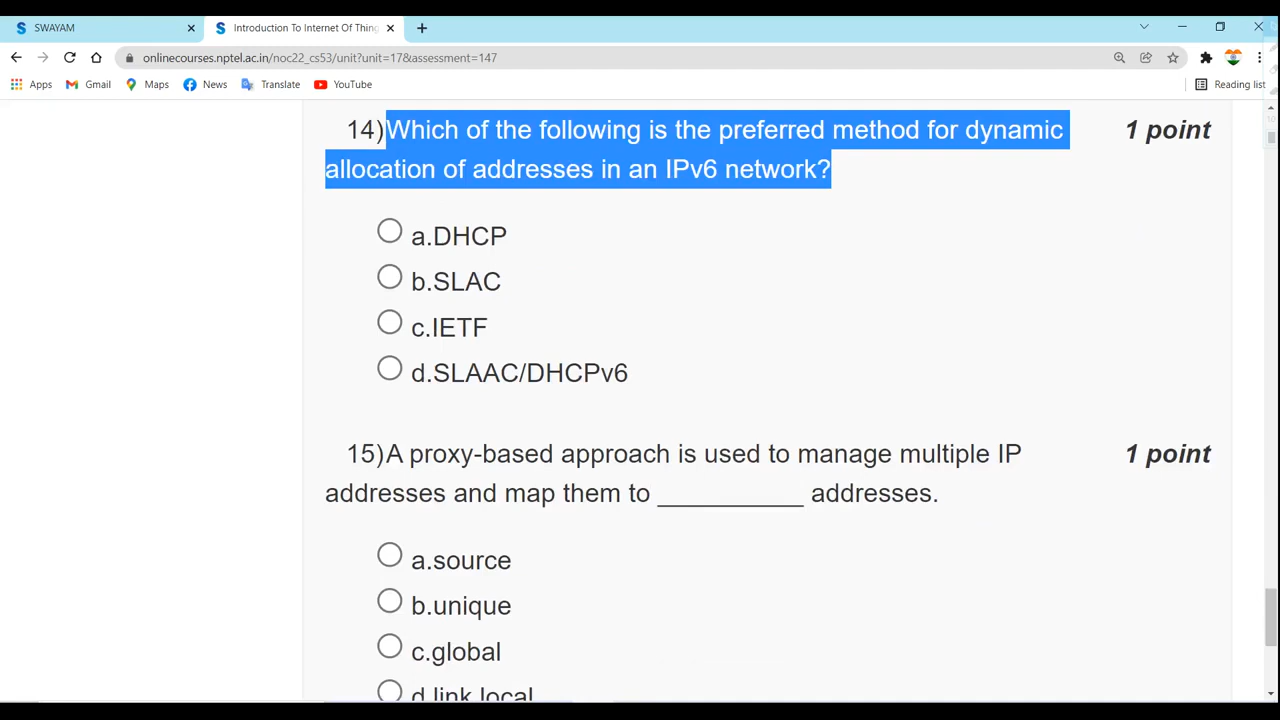 SWAYAM
Introduction To Internet Of Thing
onlinecourses.nptel.ac.in/noc22_cs53/unit?unit=17&assessment=147
Apps Gmail Maps News Translate YouTube Reading list
14) Which of the following is the preferred method for dynamic 1 point
allocation of addresses in an IPv6 network?
a.DHCP
b.SLAC
c.IETF
d.SLAAC/DHCPv6
15) A proxy-based approach is used to manage multiple IP 1 point
addresses and map them to __________ addresses.
a.source
b.unique
c.global
d.link local